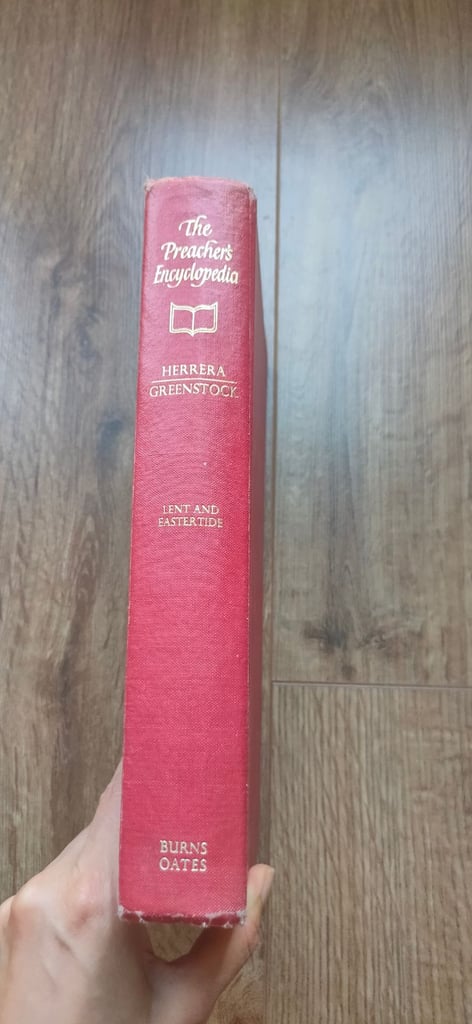 The
Preacher's
Encyclopedia
HERRERA
GREENSTOCK
LENT AND
EASTERTIDE
BURNS
OATES